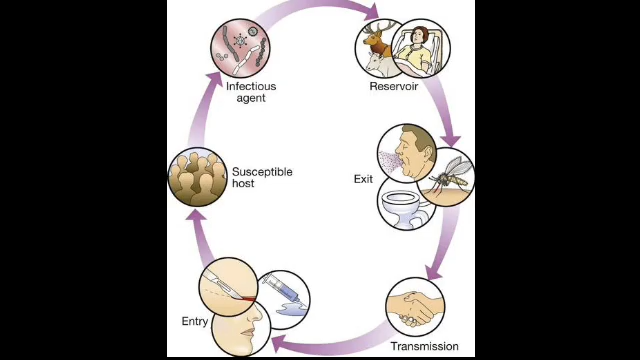 Infectious
agent
Reservoir
Susceptible
host
Exit
Entry
Transmission